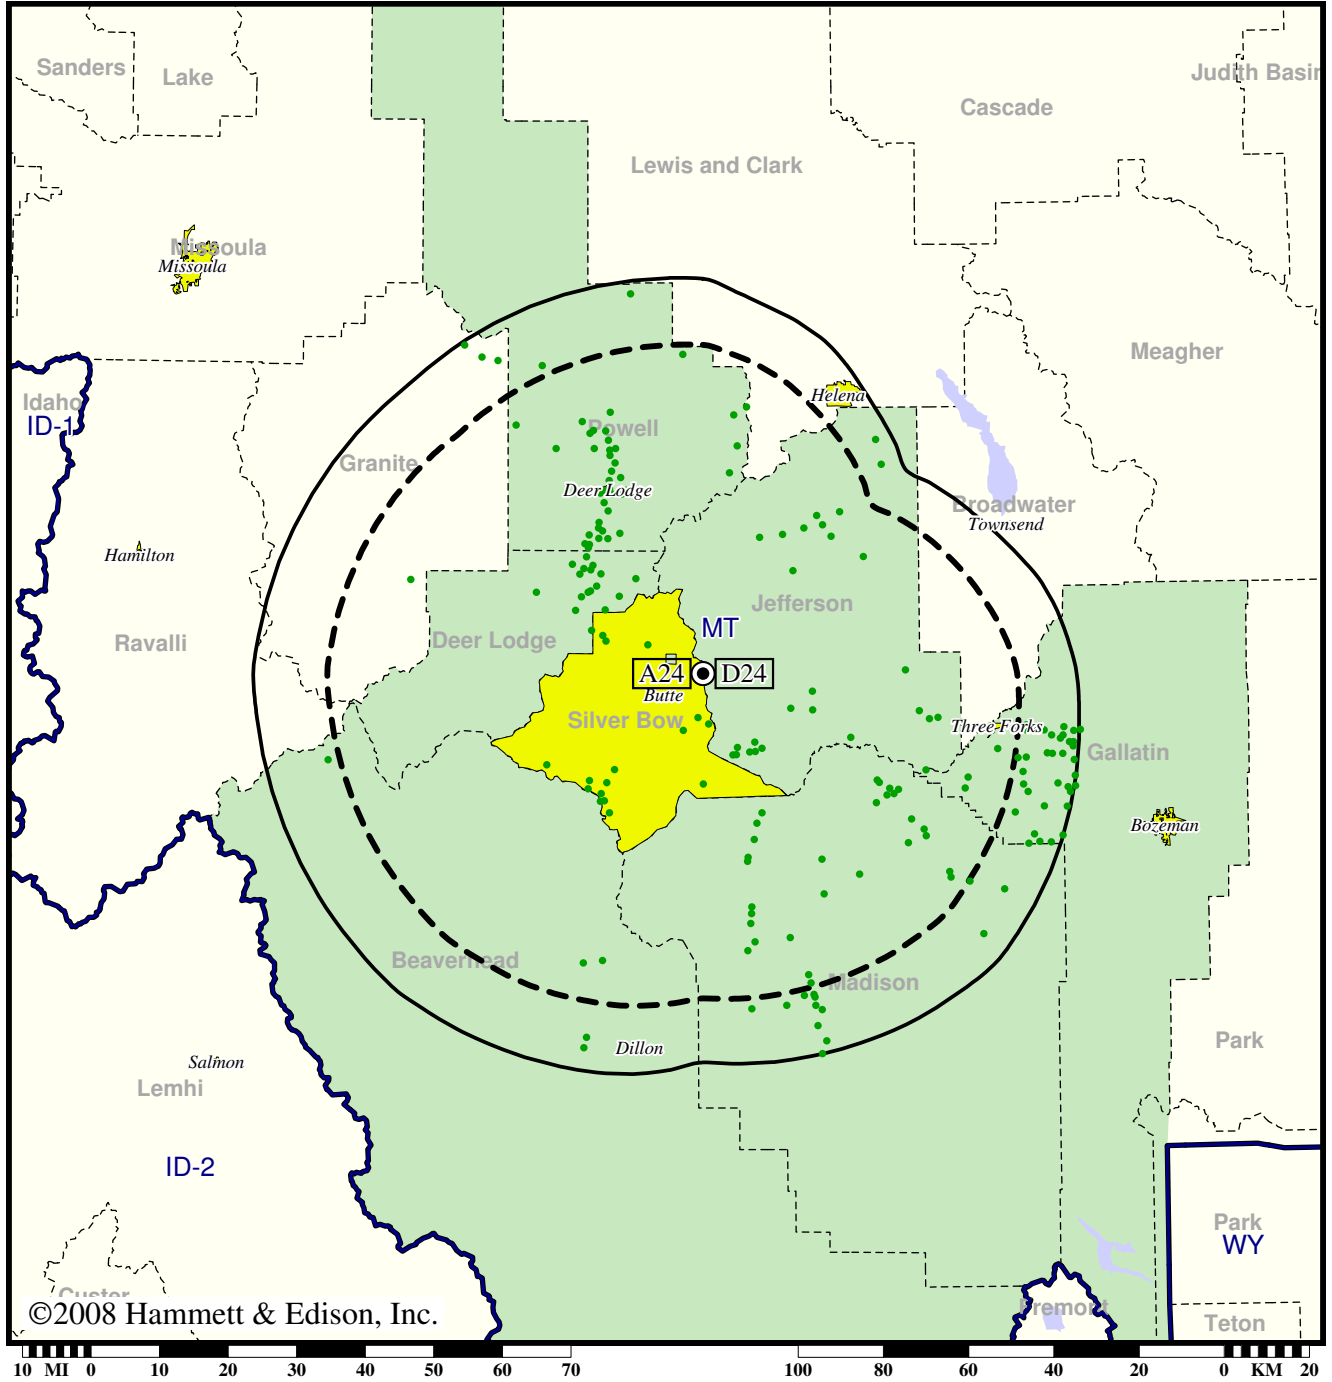 Sanders
Lake
Judith Basin
Cascade
Lewis and Clark
Missoula
Missoula
Meagher
Idaho
ID-1
Helena
Powell
Granite
Deer Lodge
Broadwater
Townsend
Hamilton
Jefferson
MT
Ravalli
Deer Lodge
A24
D24
Butte
Silver Bow
Three Forks
Gallatin
Bozeman
Beaverhead
Madison
Dillon
Park
Salmon
Lemhi
ID-2
Park
WY
Custer
Fremont
Teton
©2008 Hammett & Edison, Inc.
10 MI 0 10 20 30 40 50 60 70 100 80 60 40 20 0 KM 20